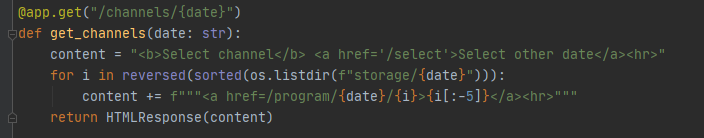 @app.get("/channels/{date}")
def get_channels(date: str):
    content = "<b>Select channel</b> <a href='/select'>Select other date</a><hr>"
    for i in reversed(sorted(os.listdir(f"storage/{date}"))):
        content += f"""<a href=/program/{date}/{i}>{i[:-5]}</a><hr>"""
    return HTMLResponse(content)